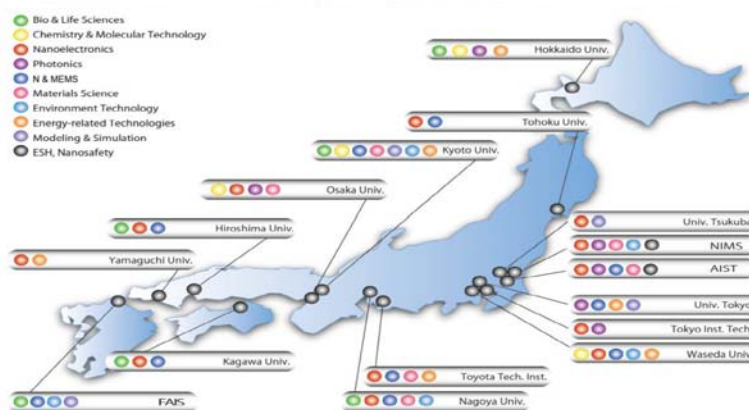 Bio & Life Sciences
Chemistry & Molecular Technology
Nanoelectronics
Photonics
N & MEMS
Materials Science
Environment Technology
Energy-related Technologies
Modeling & Simulation
ESH, Nanosafety
Hokkaido Univ.
Tohoku Univ.
Kyoto Univ.
Osaka Univ.
Hiroshima Univ.
Yamaguchi Univ.
Univ. Tsukuba
NIMS
AIST
Univ. Tokyo
Tokyo Inst. Tech
Waseda Univ
Kagawa Univ.
Toyota Tech. Inst.
FAIS
Nagoya Univ.